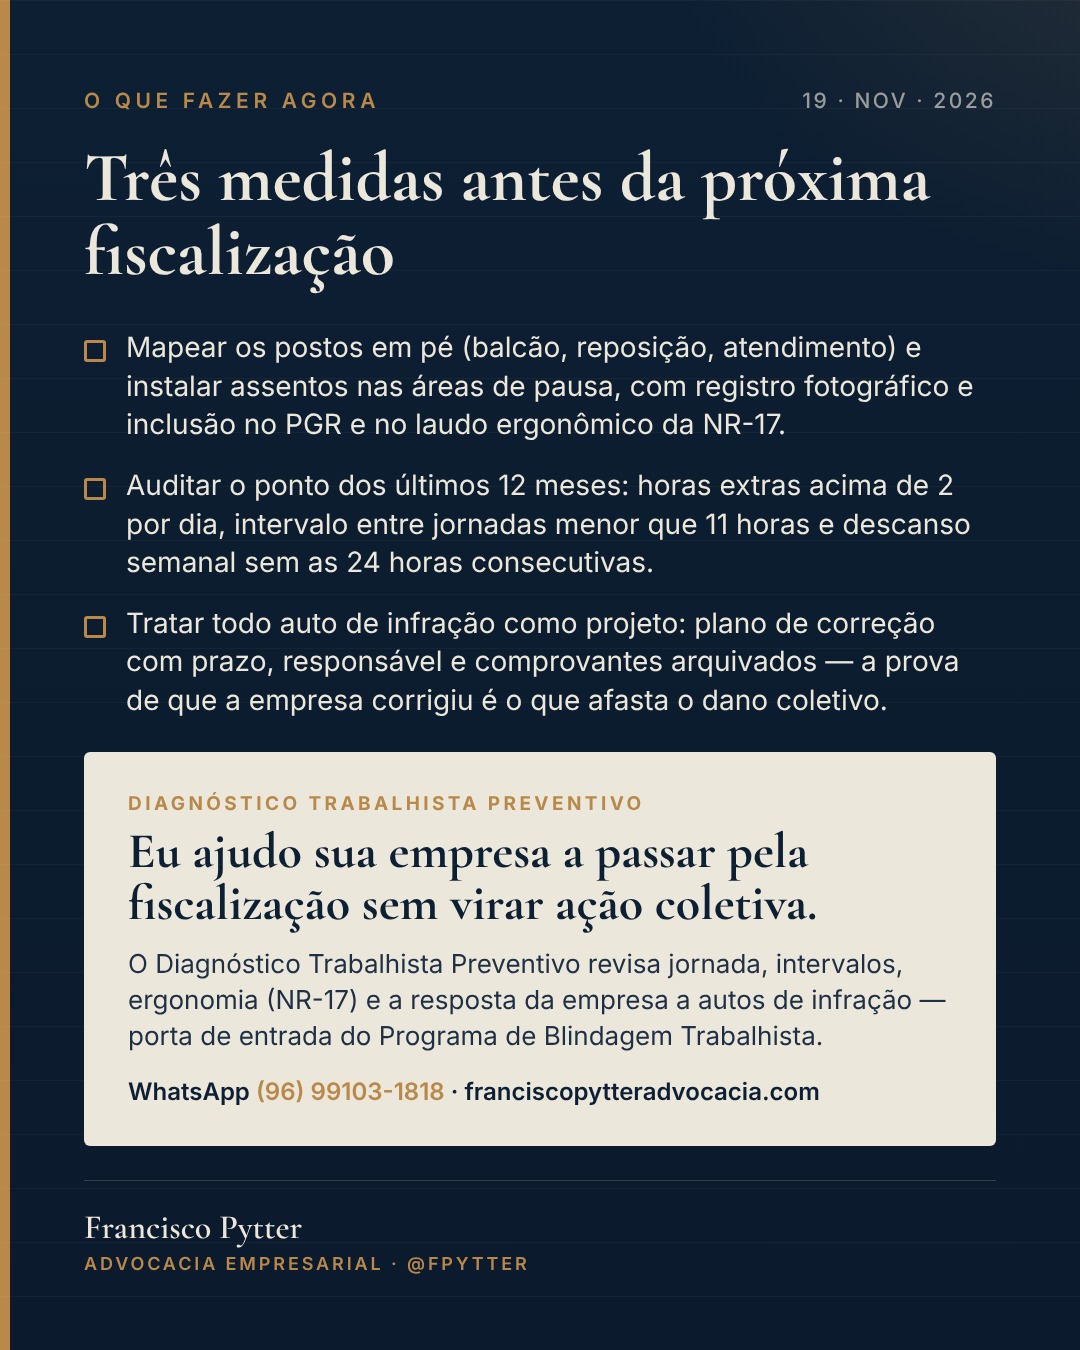 O QUE FAZER AGORA
19 · NOV · 2026
Três medidas antes da próxima
fiscalização
Mapear os postos em pé (balcão, reposição, atendimento) e
instalar assentos nas áreas de pausa, com registro fotográfico e
inclusão no PGR e no laudo ergonômico da NR-17.
Auditar o ponto dos últimos 12 meses: horas extras acima de 2
por dia, intervalo entre jornadas menor que 11 horas e descanso
semanal sem as 24 horas consecutivas.
Tratar todo auto de infração como projeto: plano de correção
com prazo, responsável e comprovantes arquivados — a prova
de que a empresa corrigiu é o que afasta o dano coletivo.
DIAGNÓSTICO TRABALHISTA PREVENTIVO
Eu ajudo sua empresa a passar pela
fiscalização sem virar ação coletiva.
O Diagnóstico Trabalhista Preventivo revisa jornada, intervalos,
ergonomia (NR-17) e a resposta da empresa a autos de infração —
porta de entrada do Programa de Blindagem Trabalhista.
WhatsApp (96) 99103-1818 · franciscopytteradvocacia.com
Francisco Pytter
ADVOCACIA EMPRESARIAL · @FPYTTER